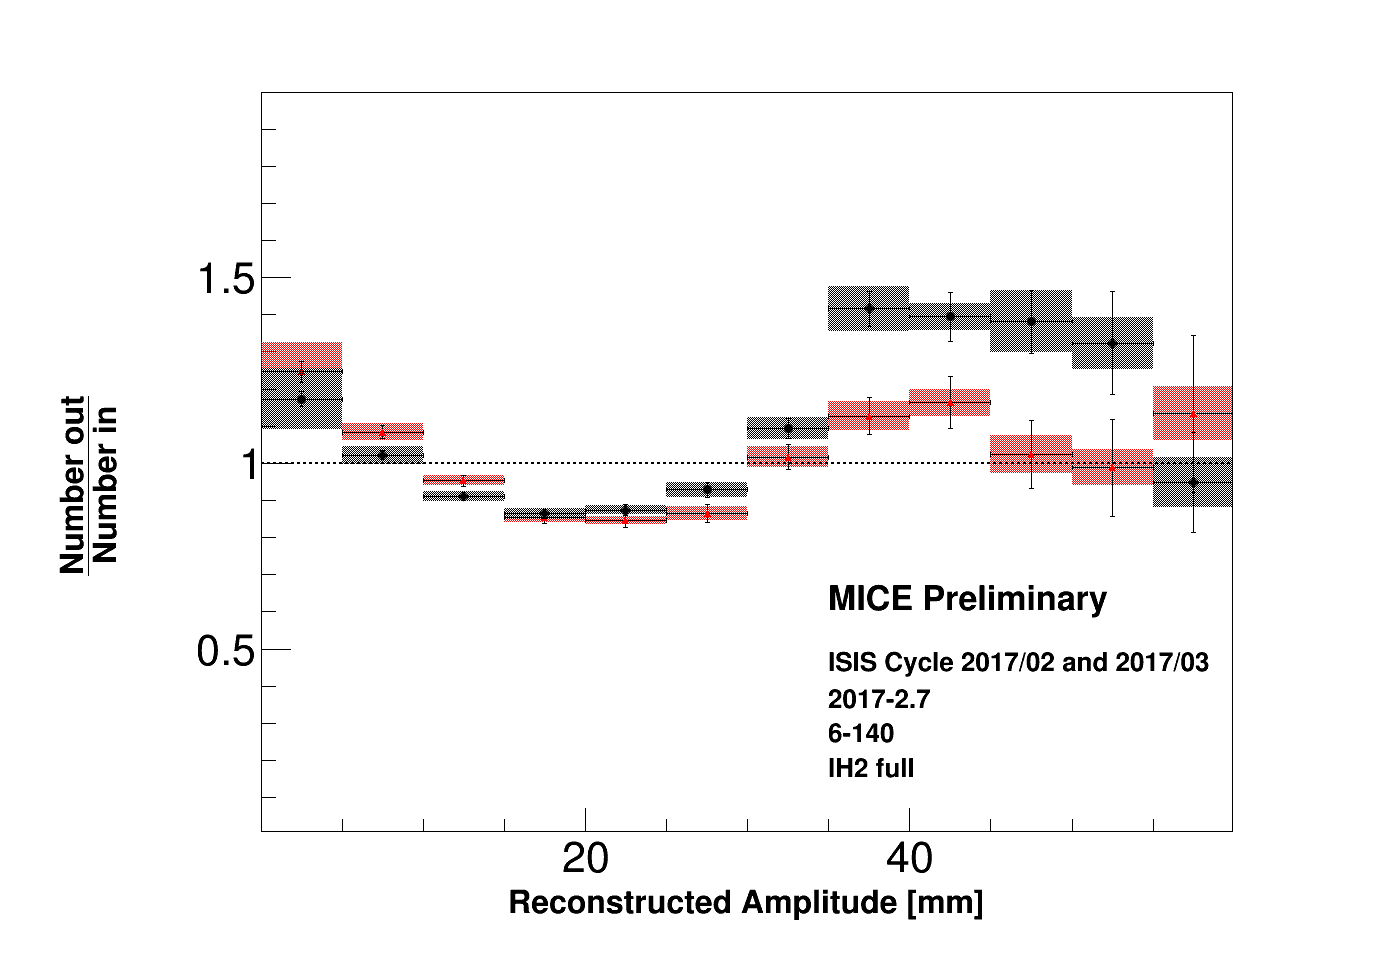 1.5
1
0.5
Number out
Number in
MICE Preliminary
ISIS Cycle 2017/02 and 2017/03
2017-2.7
6-140
lH2 full
20
40
Reconstructed Amplitude [mm]